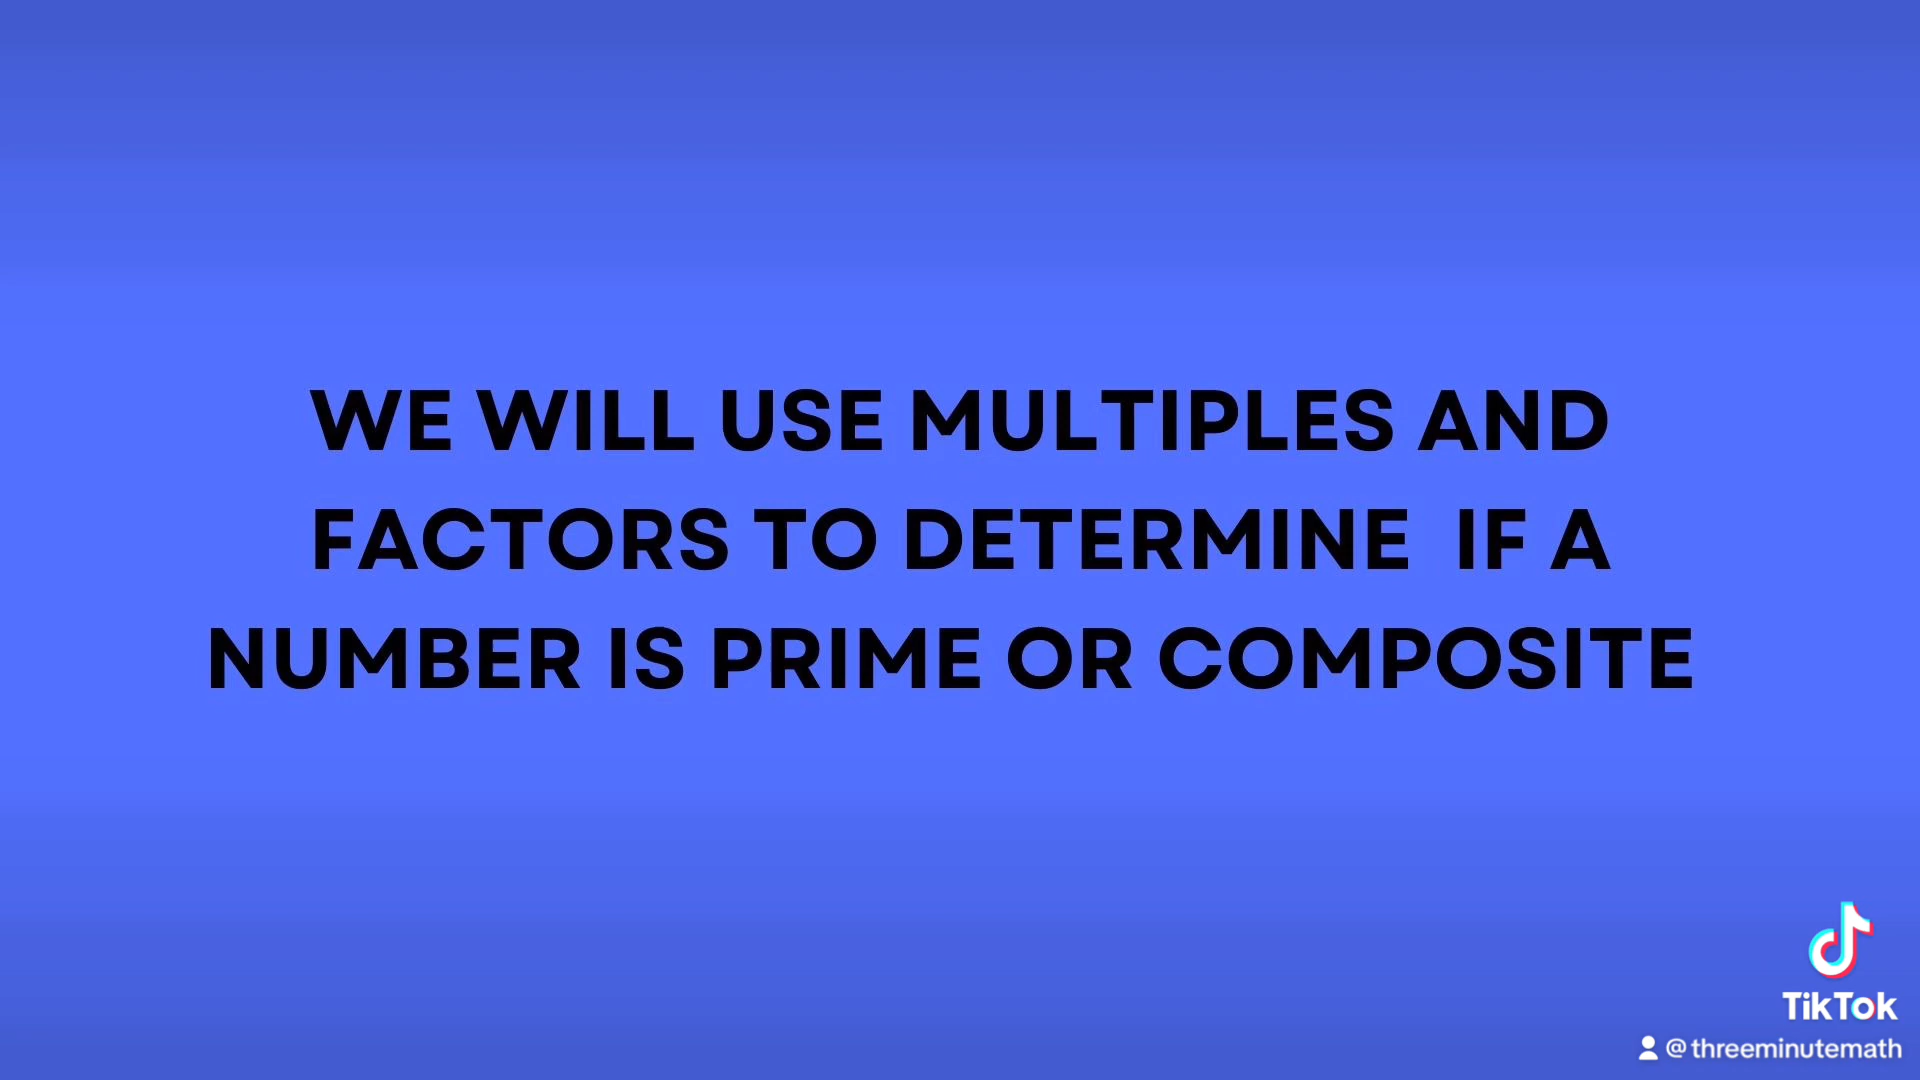 WE WILL USE MULTIPLES AND
FACTORS TO DETERMINE  IF A
NUMBER IS PRIME OR COMPOSITE
TikTok
@threeminutemath